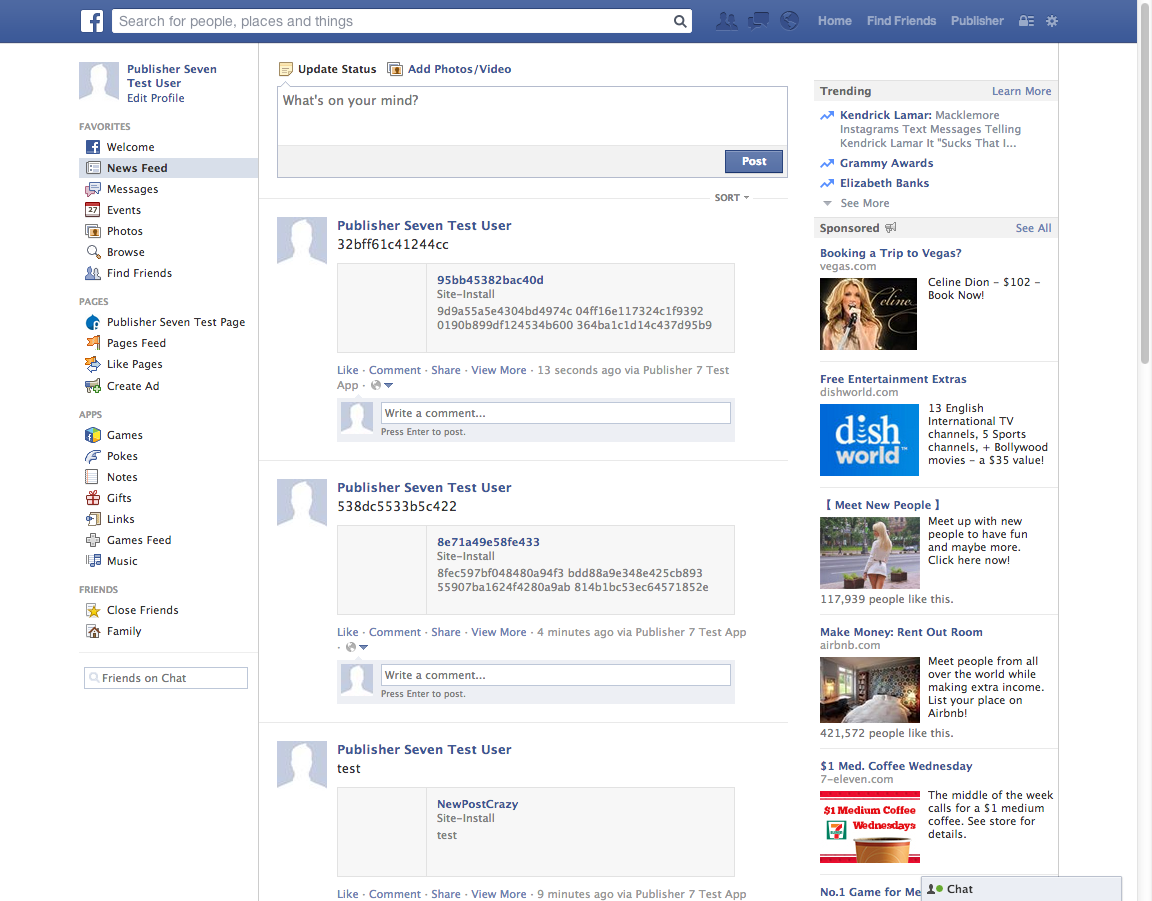 f
Search for people, places and things
Home
Find Friends
Publisher
Publisher Seven
Test User
Edit Profile
FAVORITES
Welcome
News Feed
Messages
27
Events
Photos
Browse
Find Friends
PAGES
Publisher Seven Test Page
Pages Feed
Like Pages
Create Ad
APPS
Games
Pokes
Notes
Gifts
Links
Games Feed
Music
FRIENDS
Close Friends
Family
Friends on Chat
Update Status
Add Photos/Video
What's on your mind?
Post
SORT
Publisher Seven Test User
32bff61c41244cc
95bb45382bac40d
Site-Install
9d9a55a5e4304bd4974c 04ff16e117324c1f9392
0190b899df124534b600 364ba1c1d14c437d95b9
Like · Comment · Share · View More · 13 seconds ago via Publisher 7 Test
App ·
Write a comment...
Press Enter to post.
Publisher Seven Test User
538dc5533b5c422
8e71a49e58fe433
Site-Install
8fec597bf048480a94f3 bdd88a9e348e425cb893
55907ba1624f4280a9ab 814b1bc53ec64571852e
Like · Comment · Share · View More · 4 minutes ago via Publisher 7 Test App
·
Write a comment...
Press Enter to post.
Publisher Seven Test User
test
NewPostCrazy
Site-Install
test
Like · Comment · Share · View More · 9 minutes ago via Publisher 7 Test App
Trending
Learn More
Kendrick Lamar: Macklemore
Instagrams Text Messages Telling
Kendrick Lamar It "Sucks That I...
Grammy Awards
Elizabeth Banks
See More
Sponsored
See All
Booking a Trip to Vegas?
vegas.com
Celine
Celine Dion - $102 -
Book Now!
Free Entertainment Extras
dishworld.com
dish
world™
13 English
International TV
channels, 5 Sports
channels, + Bollywood
movies - a $35 value!
【 Meet New People 】
Meet up with new
people to have fun
and maybe more.
Click here now!
117,939 people like this.
Make Money: Rent Out Room
airbnb.com
Meet people from all
over the world while
making extra income.
List your place on
Airbnb!
421,572 people like this.
$1 Med. Coffee Wednesday
7-eleven.com
$1 Medium Coffee
Wednesdays
The middle of the week
calls for a $1 medium
coffee. See store for
details.
No.1 Game for Me
Chat